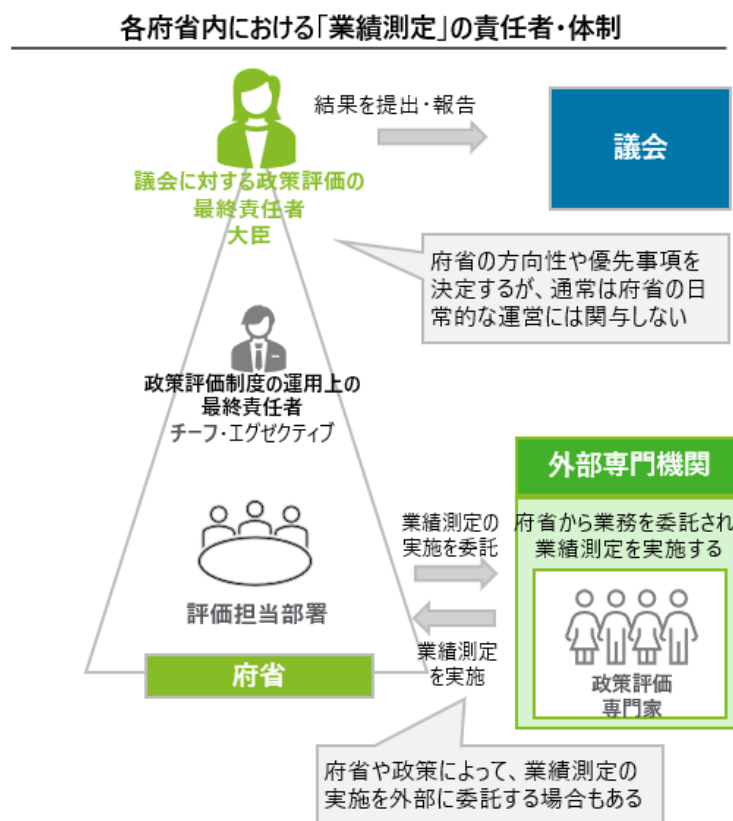 各府省内における「業績測定」の責任者・体制
結果を提出・報告
議会
議会に対する政策評価の
最終責任者
大臣
府省の方向性や優先事項を
決定するが、通常は府省の日
常的な運営には関与しない
政策評価制度の運用上の
最終責任者
チーフ・エグゼクティブ
外部専門機関
業績測定の
実施を委託
府省から業務を委託され
業績測定を実施する
評価担当部署
業績測定
を実施
政策評価
専門家
府省
府省や政策によって、業績測定の
実施を外部に委託する場合もある